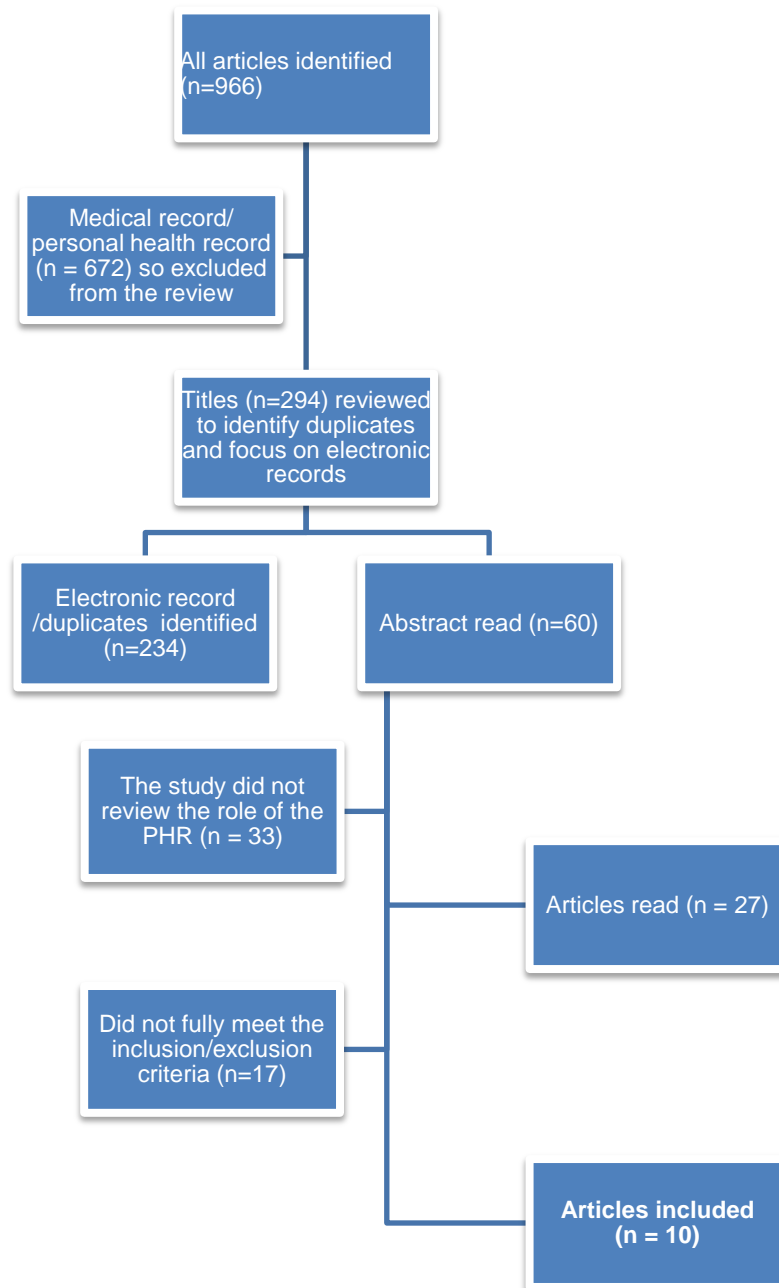 All articles identified
(n=966)
Medical record/
personal health record
(n = 672) so excluded
from the review
Titles (n=294) reviewed
to identify duplicates
and focus on electronic
records
Electronic record
/duplicates identified
(n=234)
Abstract read (n=60)
The study did not
review the role of the
PHR (n = 33)
Articles read (n = 27)
Did not fully meet the
inclusion/exclusion
criteria (n=17)
Articles included
(n = 10)